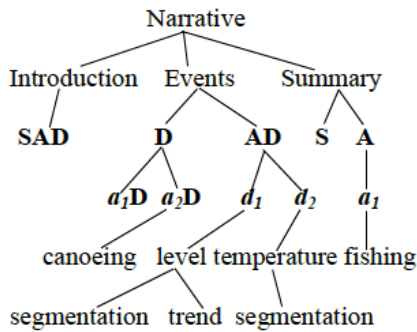 Narrative
Introduction Events Summary
SAD D AD S A
a₁D a₂D d₁ d₂ a₁
canoeing level temperature fishing
segmentation trend segmentation